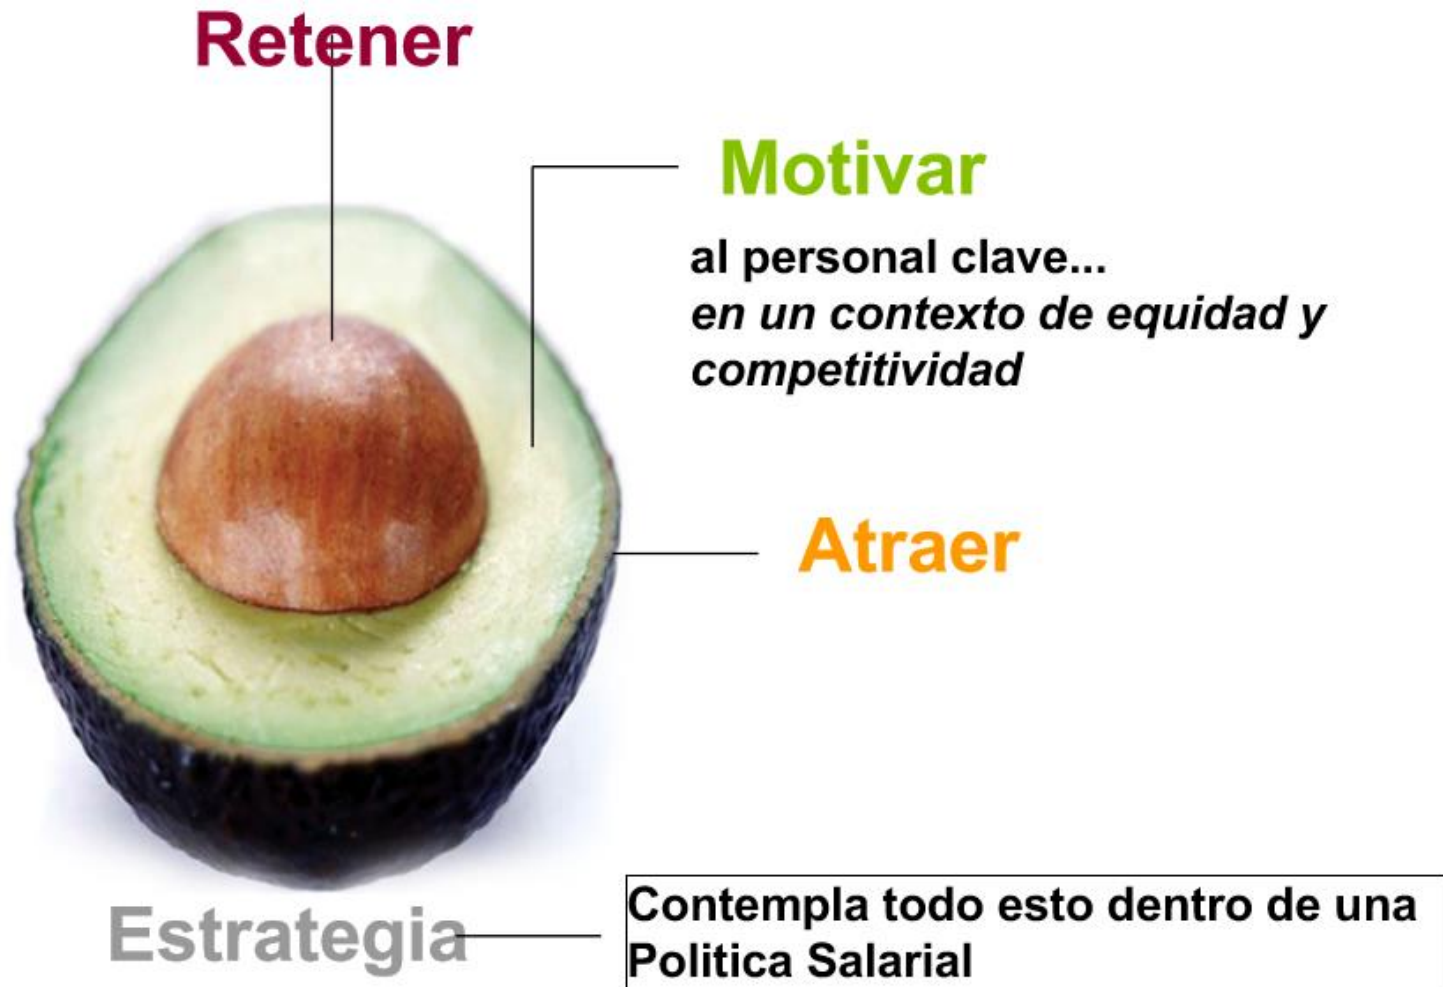 Retener
Motivar
al personal clave...
en un contexto de equidad y
competitividad
Atraer
Estrategia
Contempla todo esto dentro de una
Politica Salarial